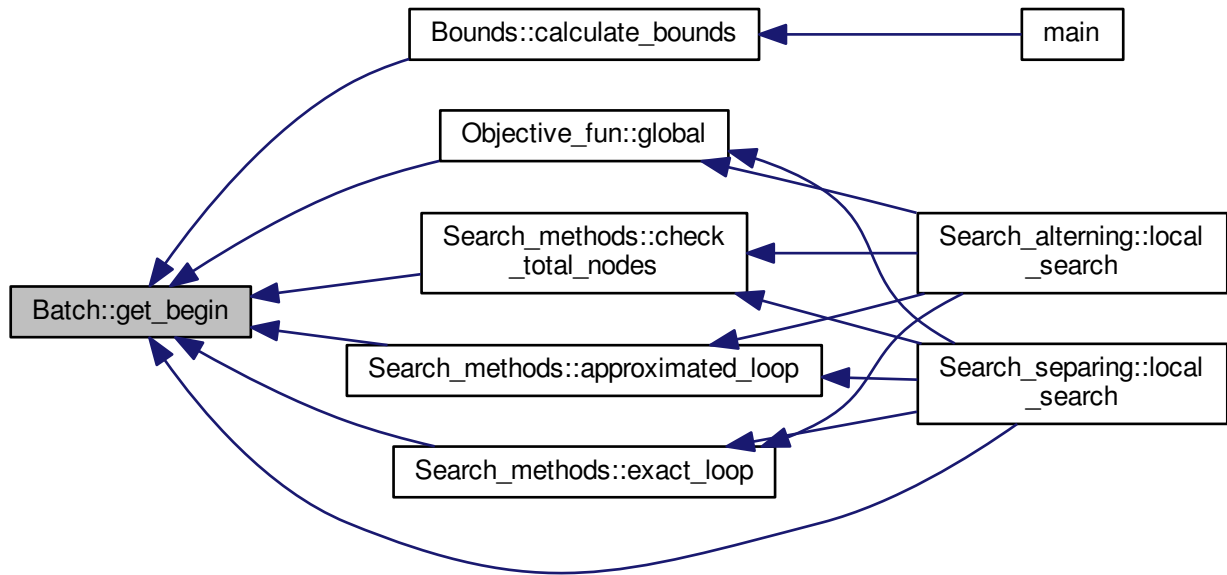 Bounds::calculate_bounds
main
Objective_fun::global
Search_methods::check
_total_nodes
Search_alterning::local
_search
Batch::get_begin
Search_methods::approximated_loop
Search_separing::local
_search
Search_methods::exact_loop